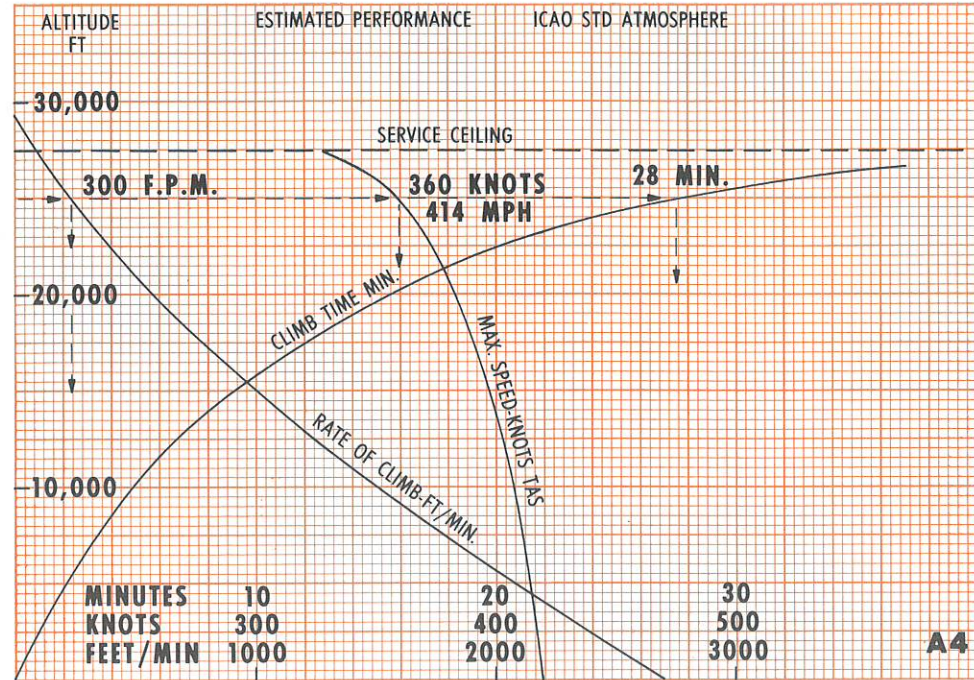 ALTITUDE FT ESTIMATED PERFORMANCE ICAO STD ATMOSPHERE
30,000
SERVICE CEILING
300 F.P.M. 360 KNOTS 28 MIN.
414 MPH
20,000
CLIMB TIME MIN.
MAX. SPEED-KNOTS TAS
RATE OF CLIMB-FT/MIN.
10,000
MINUTES 10 20 30
KNOTS 300 400 500
FEET/MIN 1000 2000 3000
A4